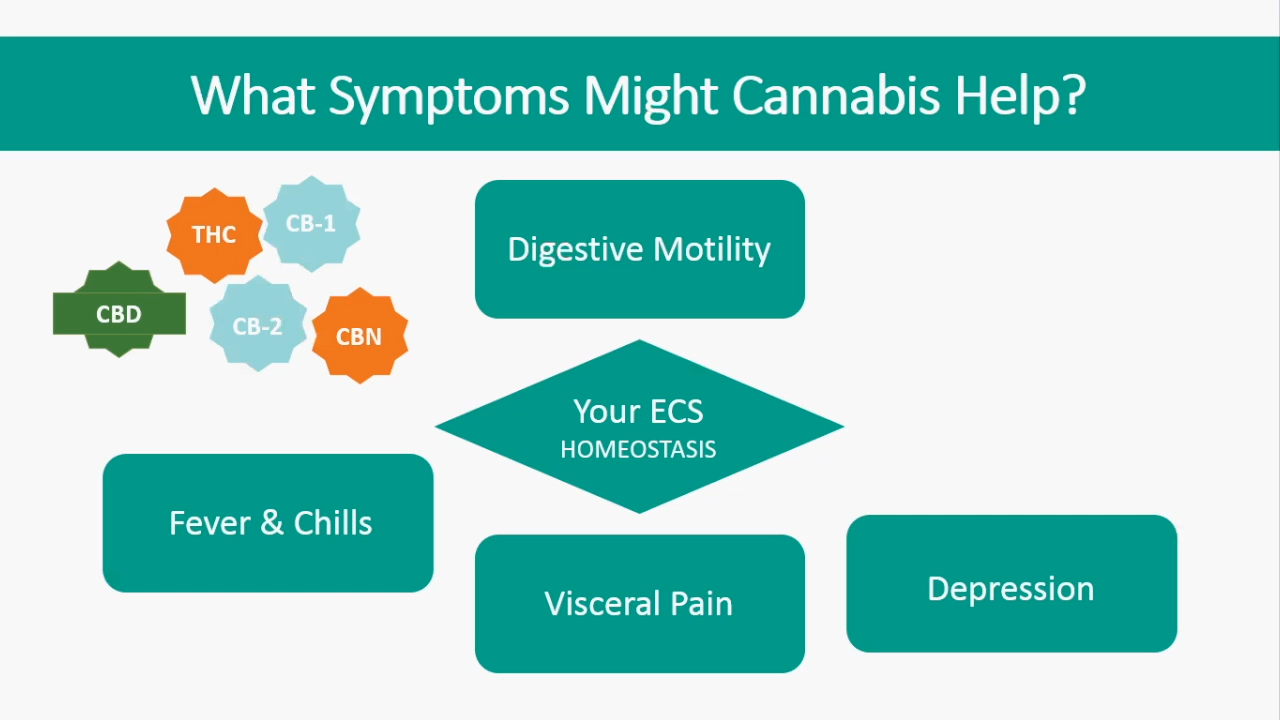 What Symptoms Might Cannabis Help?
THC
CB-1
CBD
CB-2
CBN
Digestive Motility
Your ECS
HOMEOSTASIS
Fever & Chills
Visceral Pain
Depression